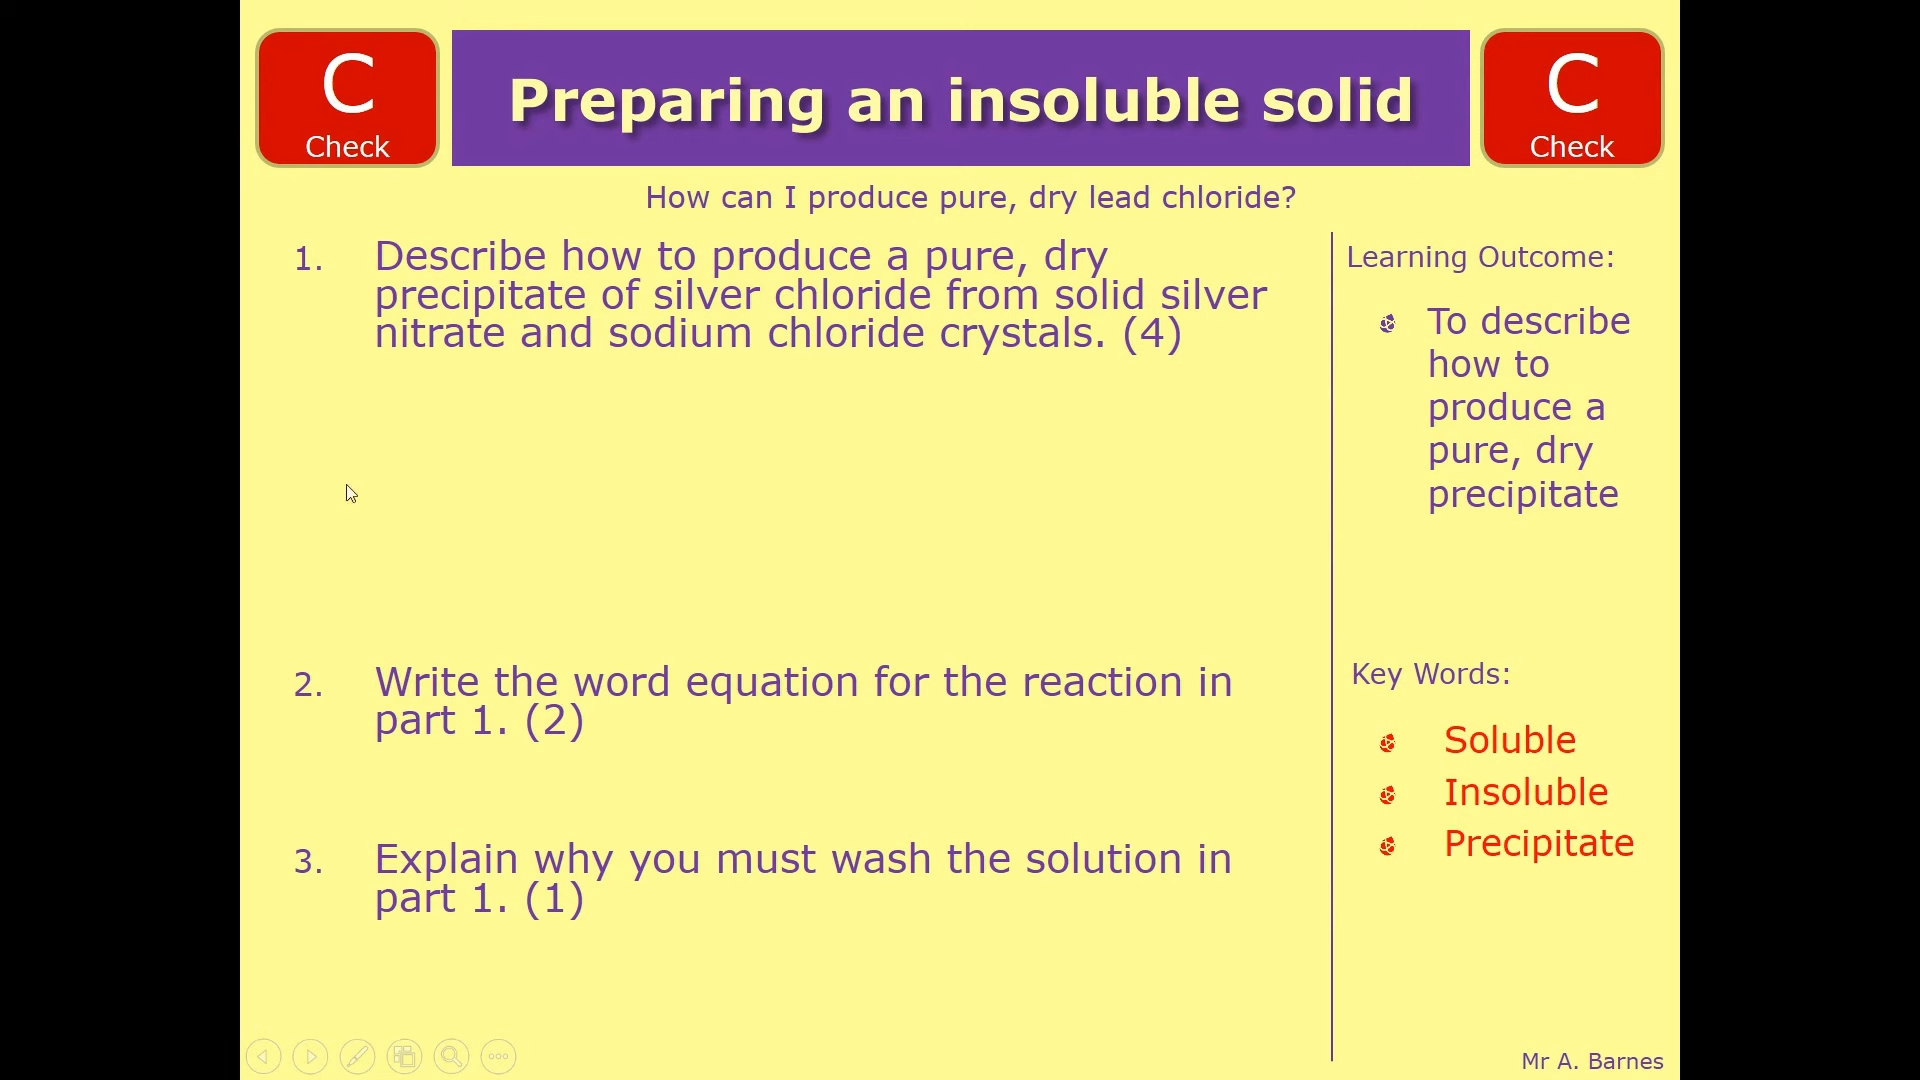 C
Check
Preparing an insoluble solid
C
Check
How can I produce pure, dry lead chloride?
1. Describe how to produce a pure, dry
precipitate of silver chloride from solid silver
nitrate and sodium chloride crystals. (4)
2. Write the word equation for the reaction in
part 1. (2)
3. Explain why you must wash the solution in
part 1. (1)
Learning Outcome:
To describe
how to
produce a
pure, dry
precipitate
Key Words:
Soluble
Insoluble
Precipitate
Mr A. Barnes